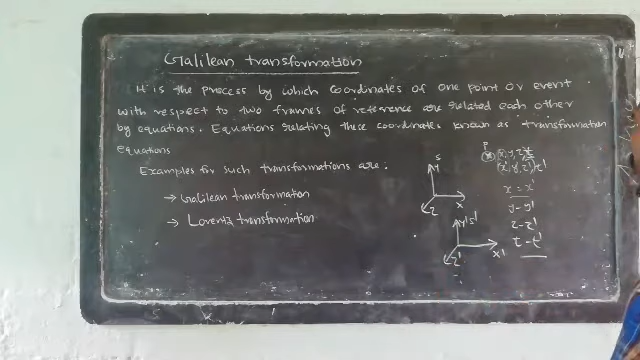 Galilean transformation
It is the process by which coordinates of one point or event
with respect to two frames of reference are related each other
by equations. Equations relating these coordinates known as transformation
equations
Examples for such transformations are:
→ Galilean transformation
→ Lorentz transformation
S
Y
X
Z
Y' S'
X'
Z'
P
(x, y, z) t
(x', y', z') t'
x = x'
y - y'
z - z'
t - t'